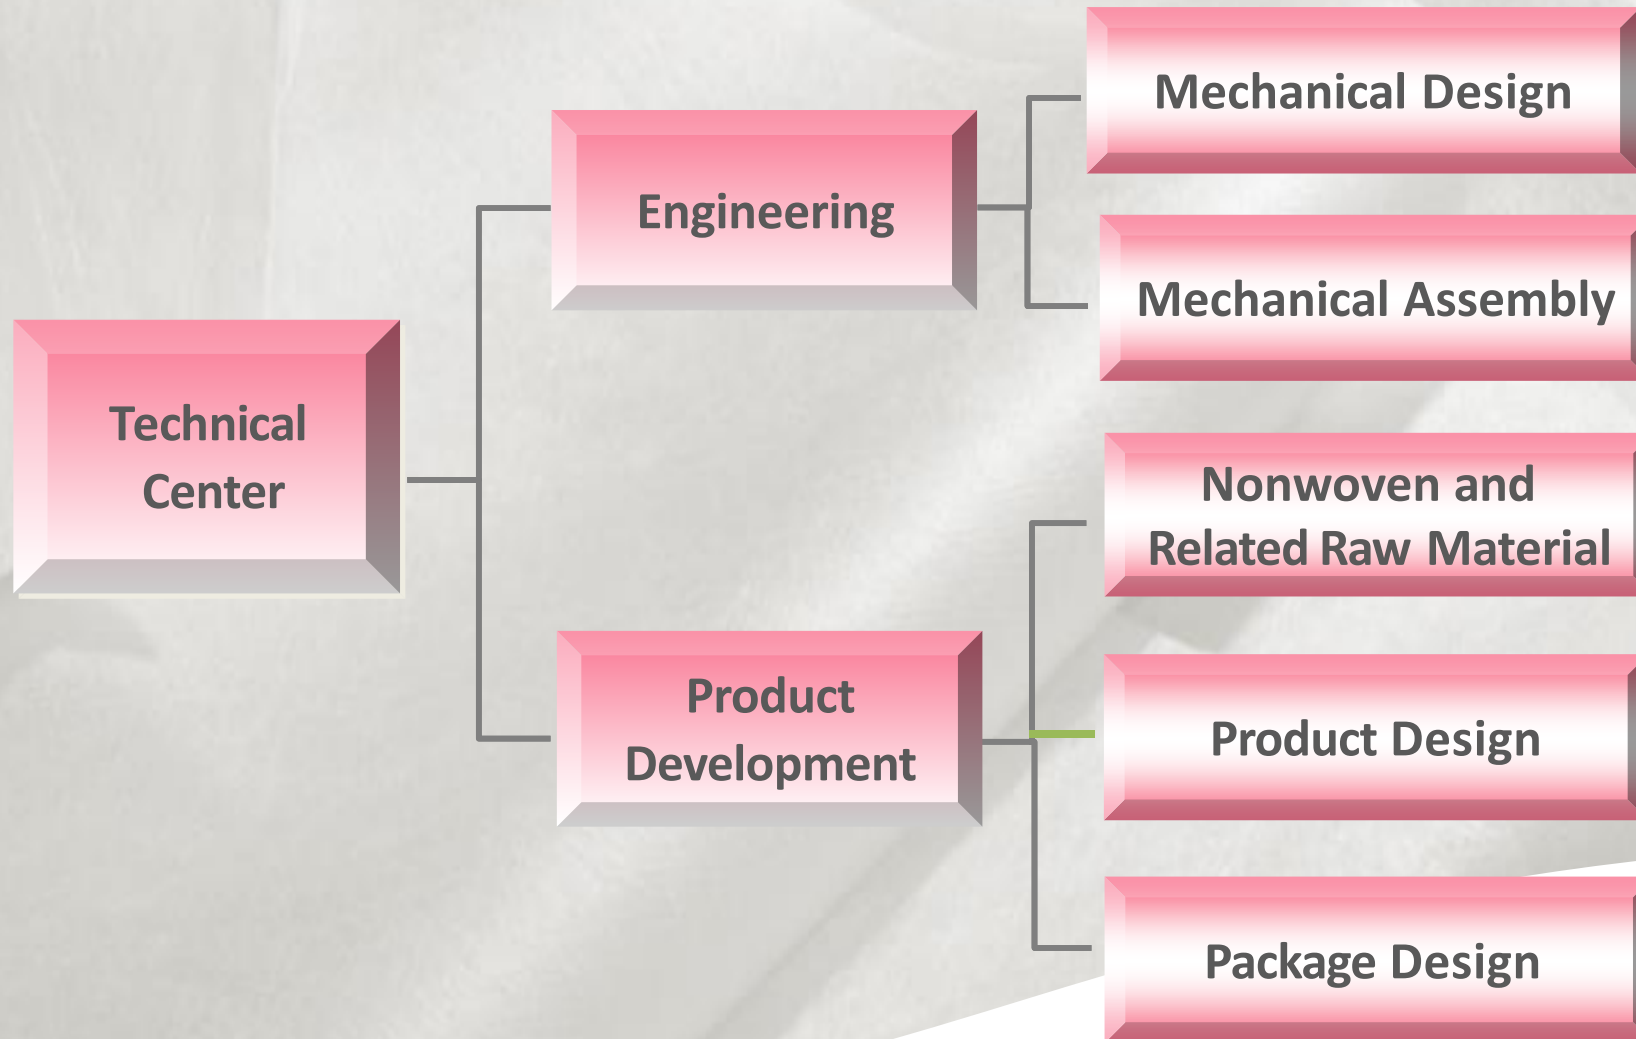 Technical
Center
Engineering
Mechanical Design
Mechanical Assembly
Product
Development
Nonwoven and
Related Raw Material
Product Design
Package Design